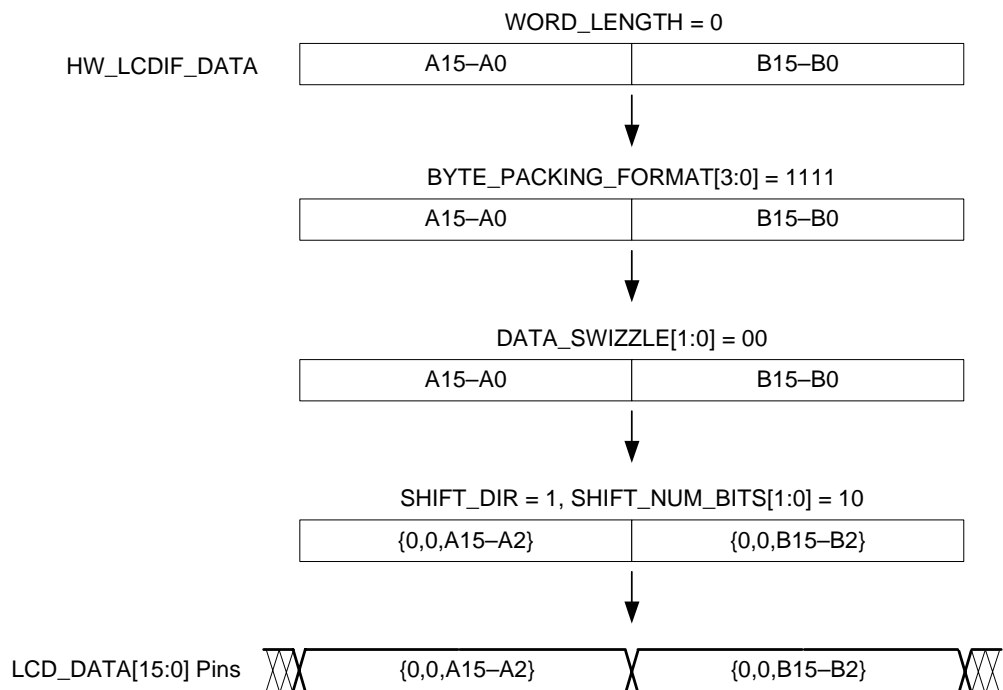 WORD_LENGTH = 0
HW_LCDIF_DATA A15–A0 B15–B0
BYTE_PACKING_FORMAT[3:0] = 1111
A15–A0 B15–B0
DATA_SWIZZLE[1:0] = 00
A15–A0 B15–B0
SHIFT_DIR = 1, SHIFT_NUM_BITS[1:0] = 10
{0,0,A15–A2} {0,0,B15–B2}
LCD_DATA[15:0] Pins {0,0,A15–A2} {0,0,B15–B2}